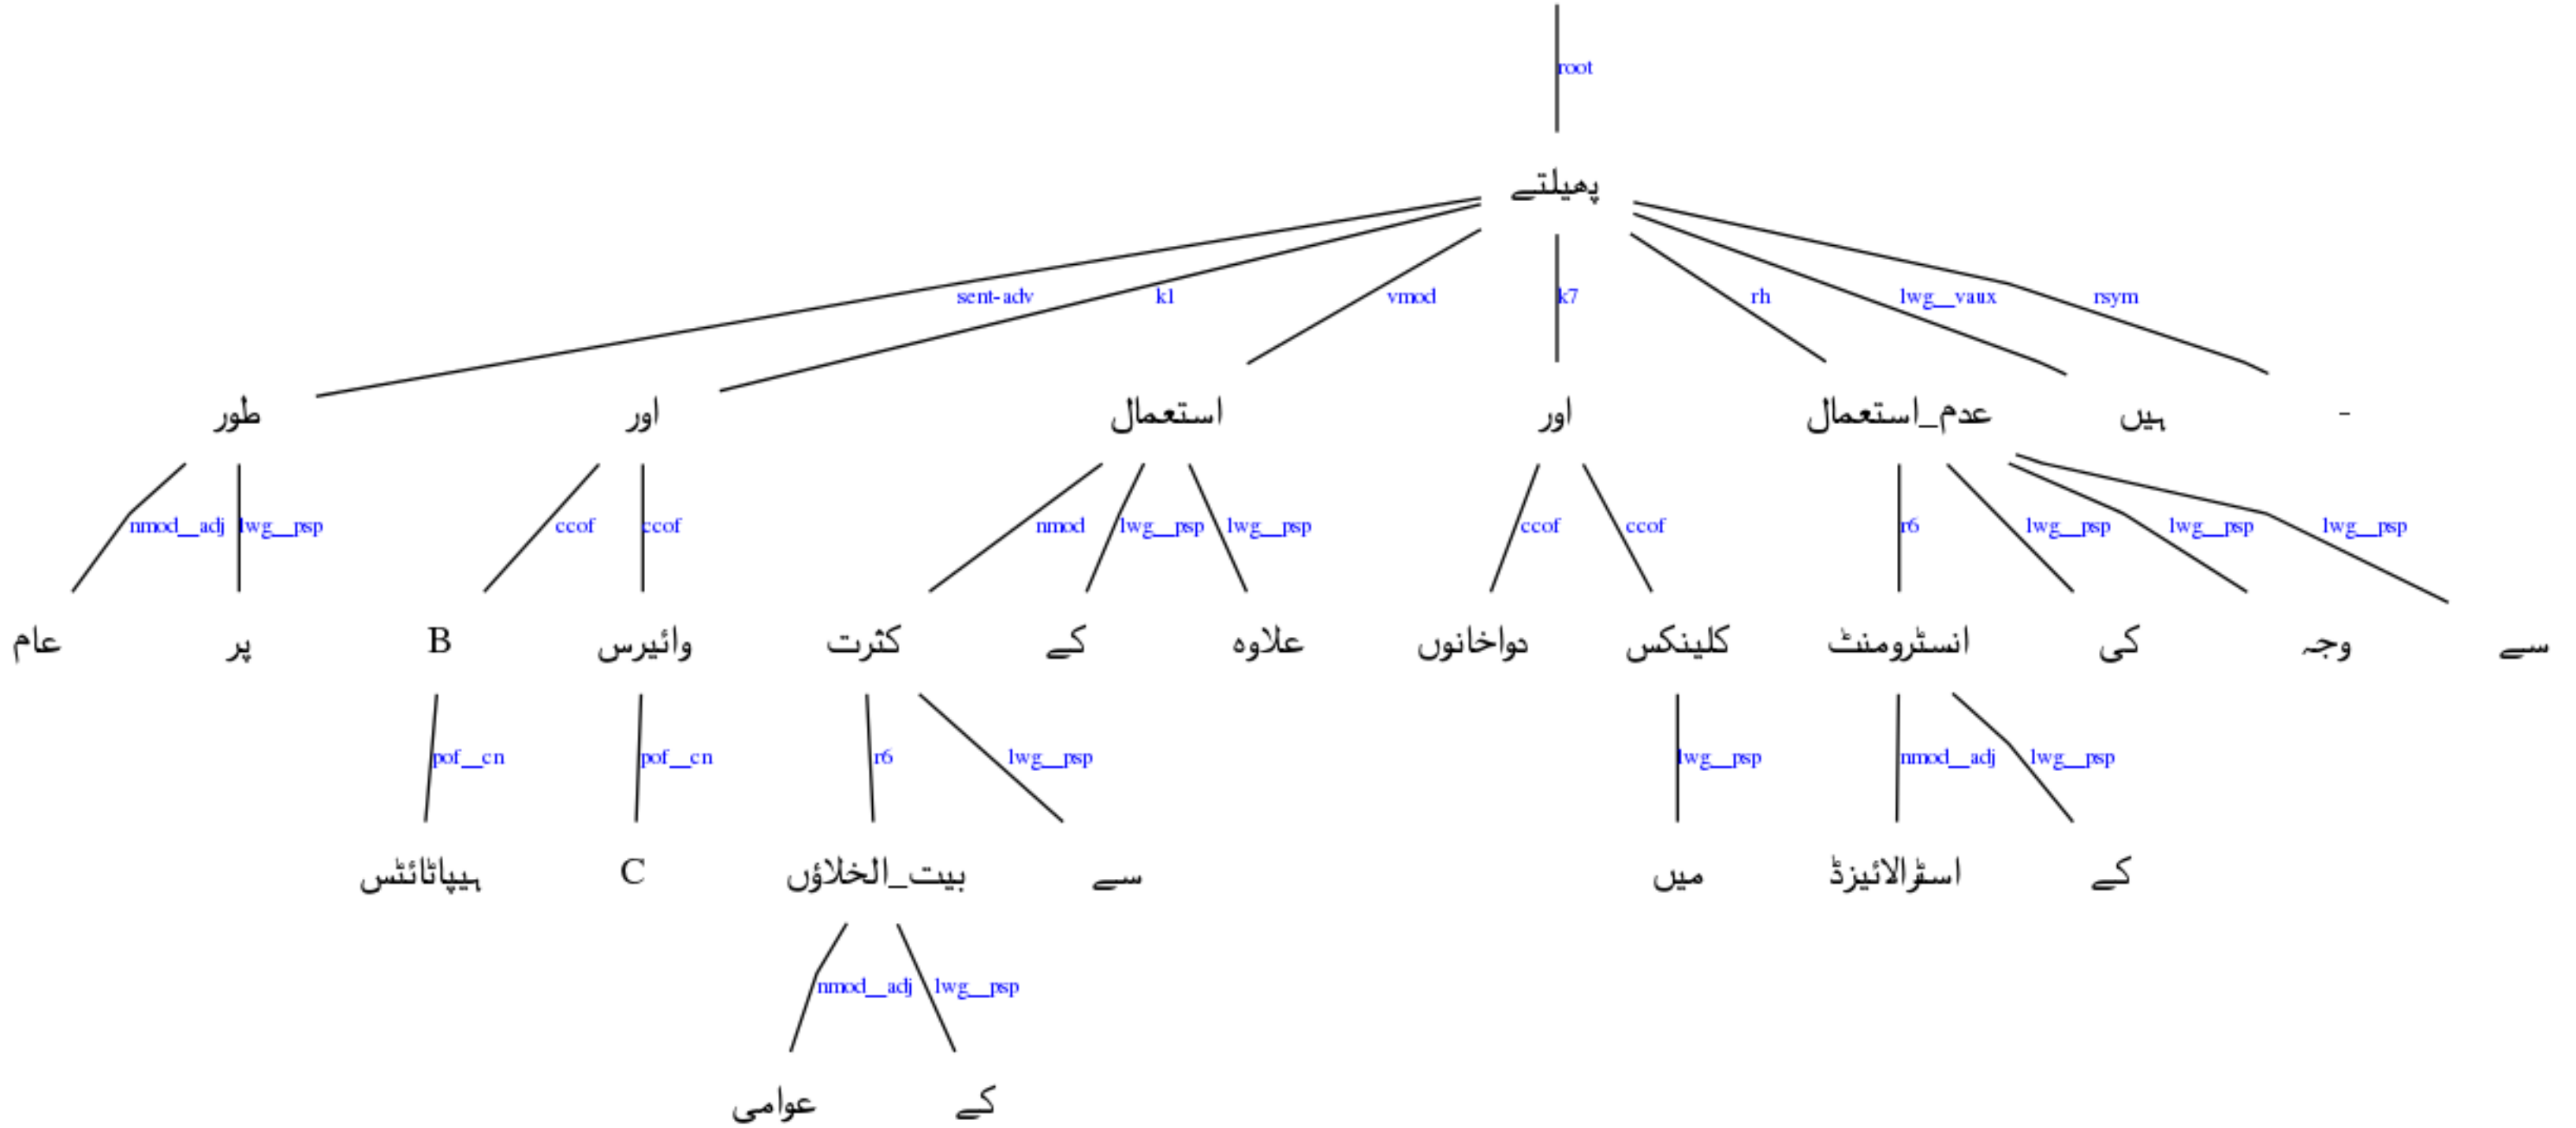 root
پھیلتے
sent-adv k1 vmod k7 rh lwg__vaux rsym
طور اور استعمال اور عدم_استعمال ہیں -
nmod__adj lwg__psp ccof ccof nmod lwg__psp lwg__psp ccof ccof r6 lwg__psp lwg__psp lwg__psp
عام پر B وائیرس کثرت کے علاوہ دواخانوں کلینکس انسٹرومنٹ کی وجہ سے
pof__cn pof__cn r6 lwg__psp lwg__psp nmod__adj lwg__psp
ہیپاٹائٹس C بیت_الخلاؤں سے میں اسٹرالائیزڈ کے
nmod__adj lwg__psp
عوامی کے